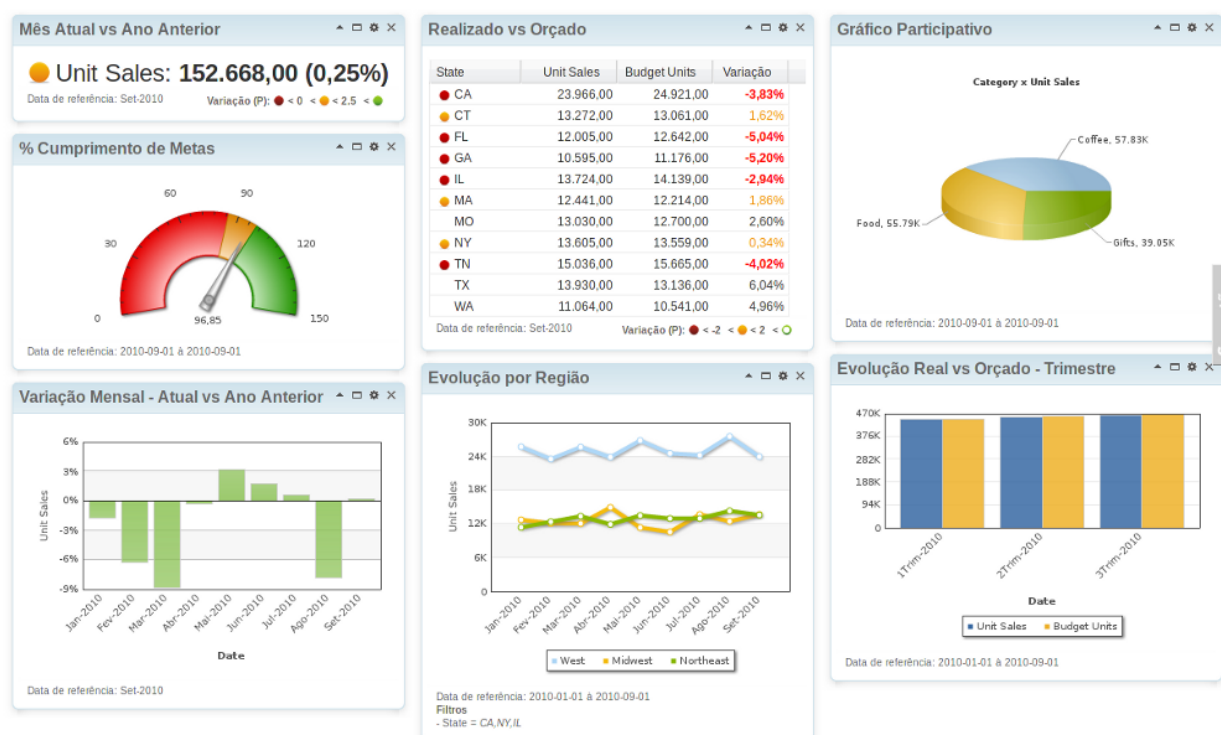 Mês Atual vs Ano Anterior
Unit Sales: 152.668,00 (0,25%)
Data de referência: Set-2010 Variação (P): < 0 < < 2.5 <
% Cumprimento de Metas
0
30
60
90
120
150
96,85
Data de referência: 2010-09-01 à 2010-09-01
Variação Mensal - Atual vs Ano Anterior
6%
3%
0%
-3%
-6%
-9%
Unit Sales
Jan-2010 Fev-2010 Mar-2010 Abr-2010 Mai-2010 Jun-2010 Jul-2010 Ago-2010 Set-2010
Date
Data de referência: Set-2010
Realizado vs Orçado
State Unit Sales Budget Units Variação
CA 23.966,00 24.921,00 -3,83%
CT 13.272,00 13.061,00 1,62%
FL 12.005,00 12.642,00 -5,04%
GA 10.595,00 11.176,00 -5,20%
IL 13.724,00 14.139,00 -2,94%
MA 12.441,00 12.214,00 1,86%
MO 13.030,00 12.700,00 2,60%
NY 13.605,00 13.559,00 0,34%
TN 15.036,00 15.665,00 -4,02%
TX 13.930,00 13.136,00 6,04%
WA 11.064,00 10.541,00 4,96%
Data de referência: Set-2010 Variação (P): < -2 < < 2 <
Evolução por Região
30K
24K
18K
12K
6K
0
Unit Sales
Jan-2010 Fev-2010 Mar-2010 Abr-2010 Mai-2010 Jun-2010 Jul-2010 Ago-2010 Set-2010
West Midwest Northeast
Data de referência: 2010-01-01 à 2010-09-01
Filtros
- State = CA,NY,IL
Gráfico Participativo
Category x Unit Sales
Coffee, 57.83K
Food, 55.79K
Gifts, 39.05K
Data de referência: 2010-09-01 à 2010-09-01
Evolução Real vs Orçado - Trimestre
470K
376K
282K
188K
94K
0
1Trim-2010 2Trim-2010 3Trim-2010
Date
Unit Sales Budget Units
Data de referência: 2010-01-01 à 2010-09-01